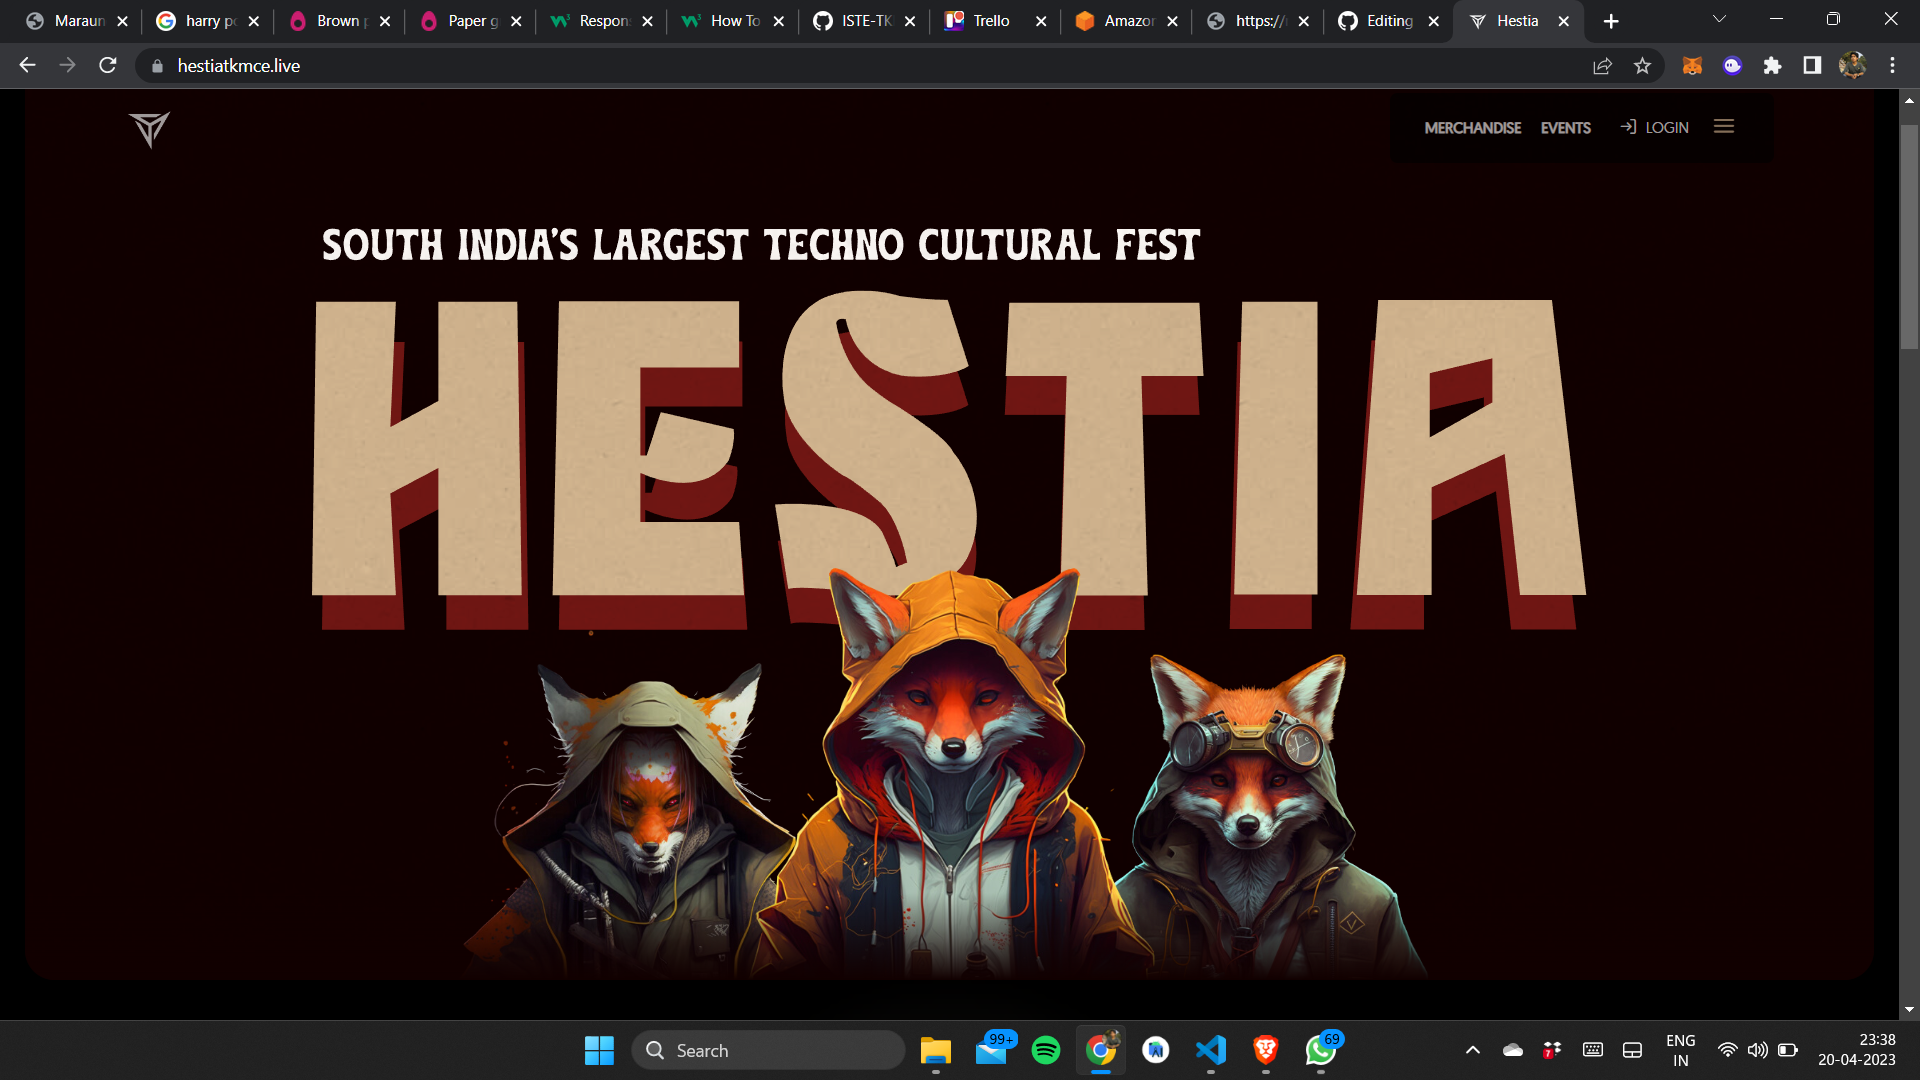 Maraun
harry p
Brown p
Paper g
Respon
How To
ISTE-TK
Trello
Amazon
https://
Editing
Hestia
hestiatkmce.live
MERCHANDISE
EVENTS
LOGIN
SOUTH INDIA'S LARGEST TECHNO CULTURAL FEST
HESTIA
Search
99+
69
7
ENG
IN
23:38
20-04-2023